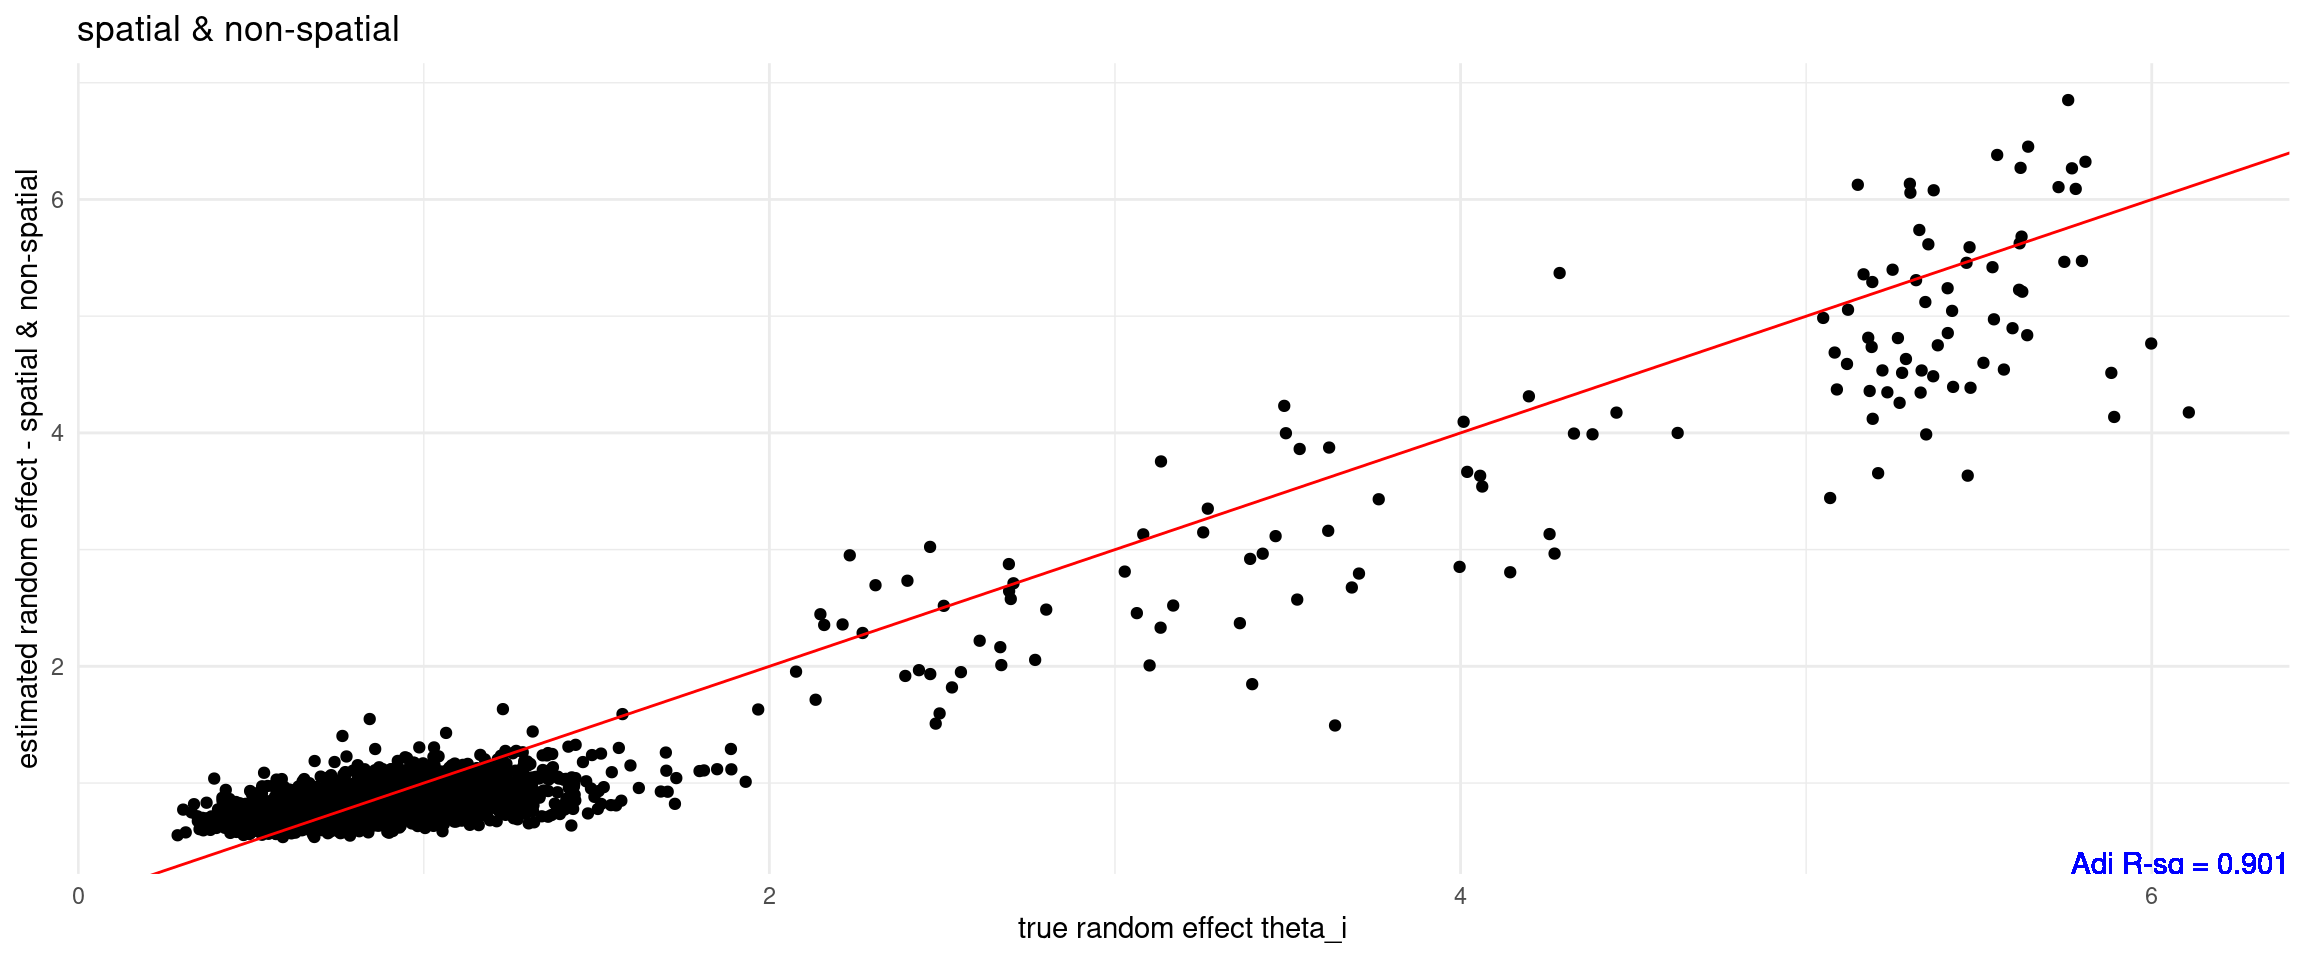 spatial & non-spatial
estimated random effect - spatial & non-spatial
6
4
2
0
2
4
6
Adj R-sq = 0.901
true random effect theta_i